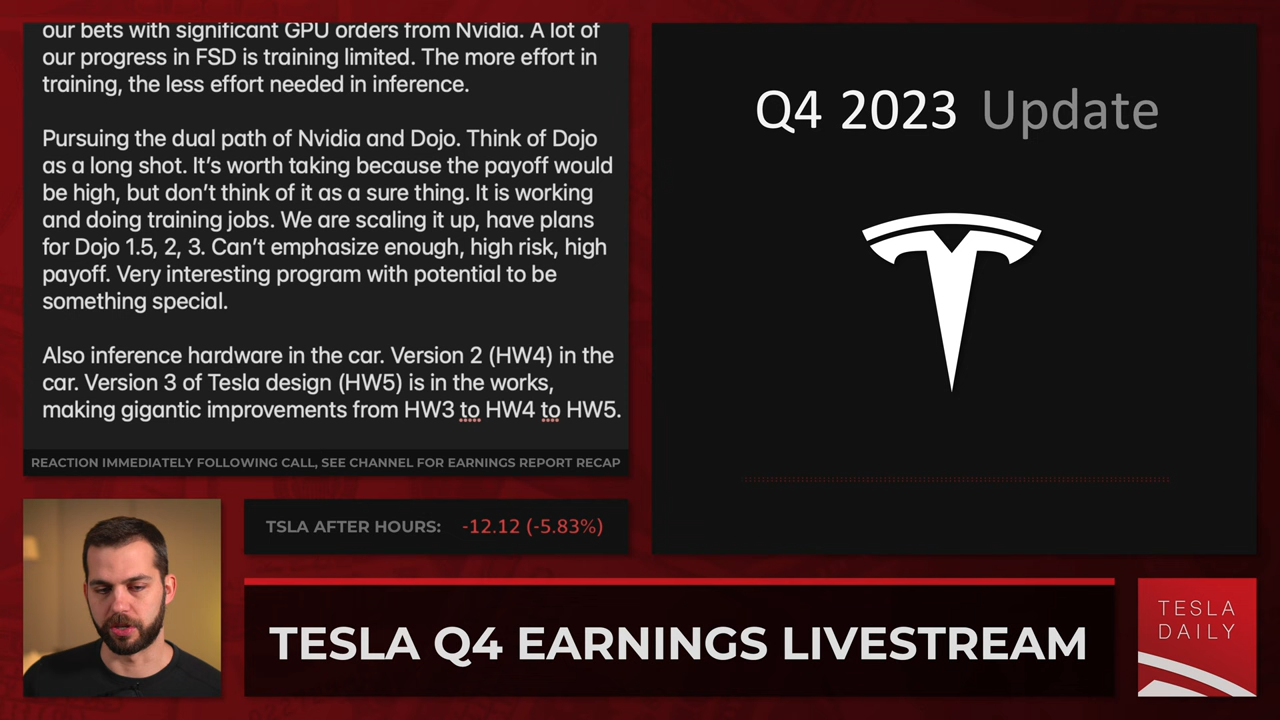 our bets with significant GPU orders from Nvidia. A lot of
our progress in FSD is training limited. The more effort in
training, the less effort needed in inference.
Pursuing the dual path of Nvidia and Dojo. Think of Dojo
as a long shot. It’s worth taking because the payoff would
be high, but don’t think of it as a sure thing. It is working
and doing training jobs. We are scaling it up, have plans
for Dojo 1.5, 2, 3. Can’t emphasize enough, high risk, high
payoff. Very interesting program with potential to be
something special.
Also inference hardware in the car. Version 2 (HW4) in the
car. Version 3 of Tesla design (HW5) is in the works,
making gigantic improvements from HW3 to HW4 to HW5.
REACTION IMMEDIATELY FOLLOWING CALL, SEE CHANNEL FOR EARNINGS REPORT RECAP
Q4 2023 Update
TSLA AFTER HOURS: -12.12 (-5.83%)
TESLA Q4 EARNINGS LIVESTREAM
TESLA
DAILY